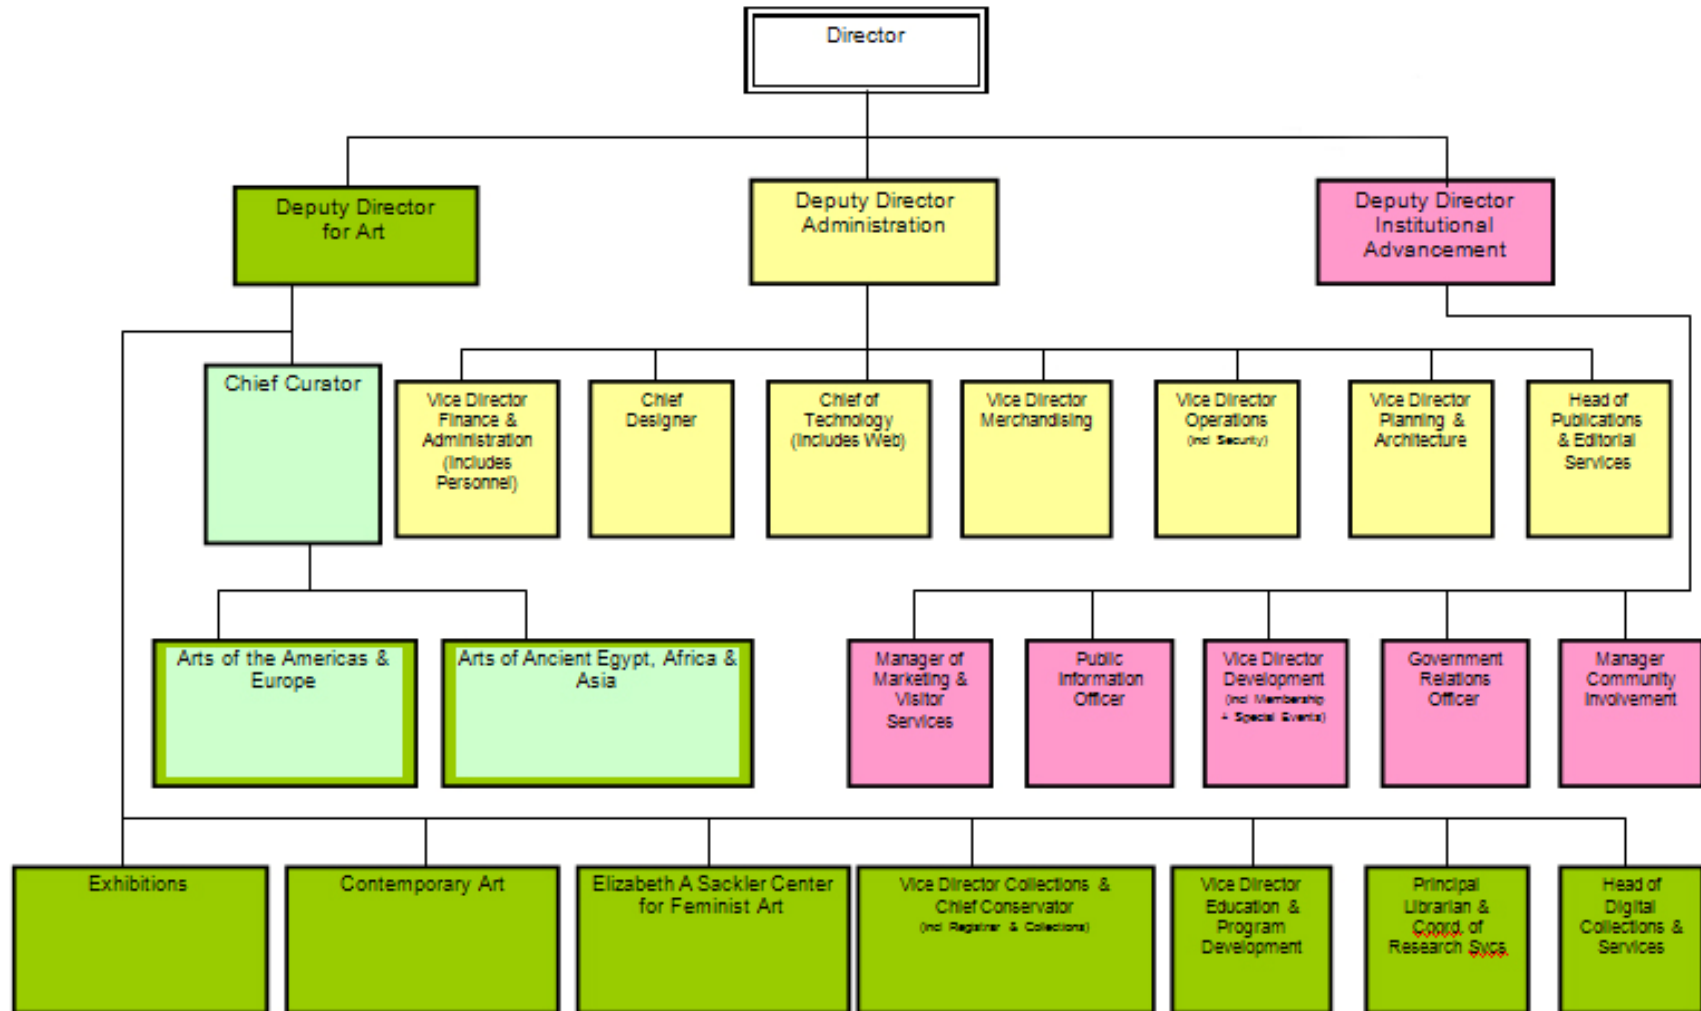 Director
Deputy Director
for Art
Deputy Director
Administration
Deputy Director
Institutional
Advancement
Chief Curator
Vice Director
Finance &
Administration
(Includes
Personnel)
Chief
Designer
Chief of
Technology
(Includes Web)
Vice Director
Merchandising
Vice Director
Operations
(incl Security)
Vice Director
Planning &
Architecture
Head of
Publications
& Editorial
Services
Arts of the Americas &
Europe
Arts of Ancient Egypt, Africa &
Asia
Manager of
Marketing &
Visitor
Services
Public
Information
Officer
Vice Director
Development
(incl Membership
+ Special Events)
Government
Relations
Officer
Manager
Community
Involvement
Exhibitions
Contemporary Art
Elizabeth A Sackler Center
for Feminist Art
Vice Director Collections &
Chief Conservator
(incl Registrar & Collections)
Vice Director
Education &
Program
Development
Principal
Librarian &
Coord. of
Research Svcs.
Head of
Digital
Collections &
Services